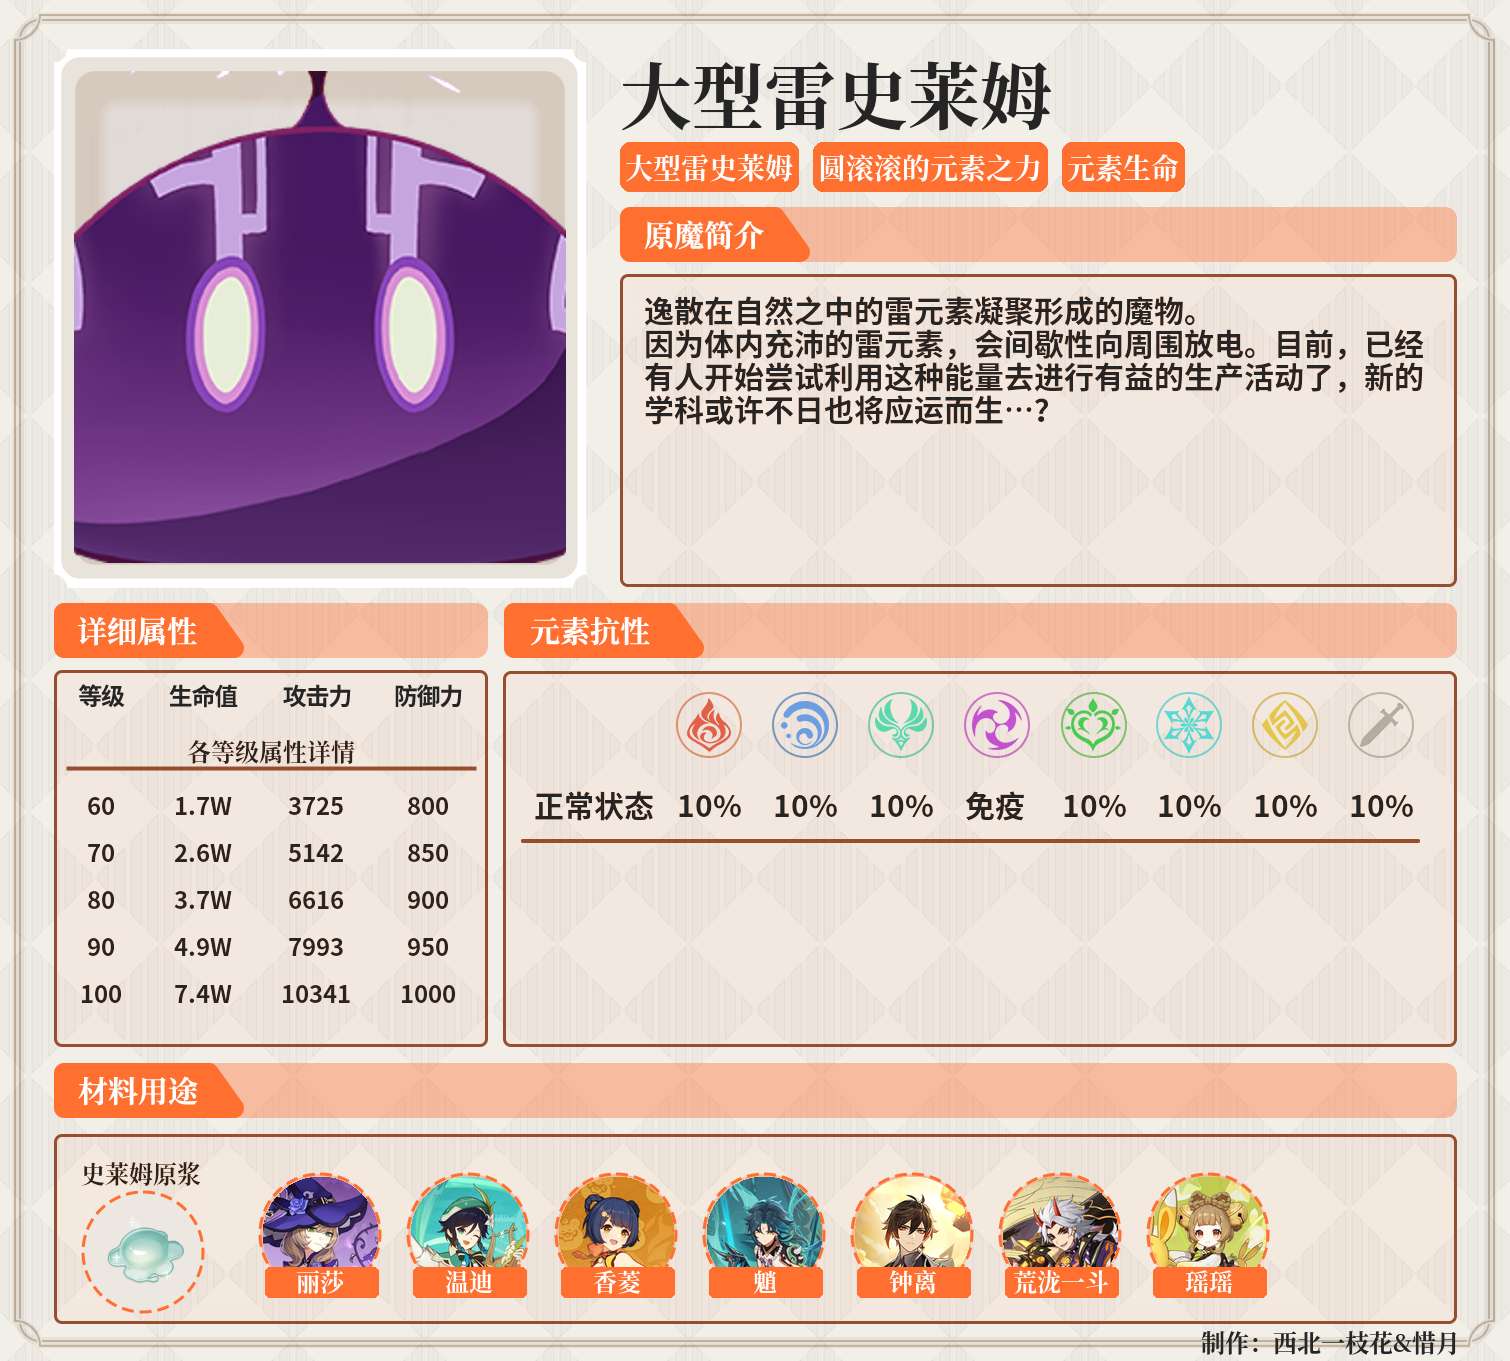 大型雷史莱姆
大型雷史莱姆 圆滚滚的元素之力 元素生命
原魔简介
逸散在自然之中的雷元素凝聚形成的魔物。
因为体内充沛的雷元素，会间歇性向周围放电。目前，已经
有人开始尝试利用这种能量去进行有益的生产活动了，新的
学科或许不日也将应运而生…？
详细属性
等级 生命值 攻击力 防御力
各等级属性详情
60 1.7W 3725 800
70 2.6W 5142 850
80 3.7W 6616 900
90 4.9W 7993 950
100 7.4W 10341 1000
元素抗性
正常状态 10% 10% 10% 免疫 10% 10% 10% 10%
材料用途
史莱姆原浆
丽莎 温迪 香菱 魈 钟离 荒泷一斗 瑶瑶
制作：西北一枝花&惜月